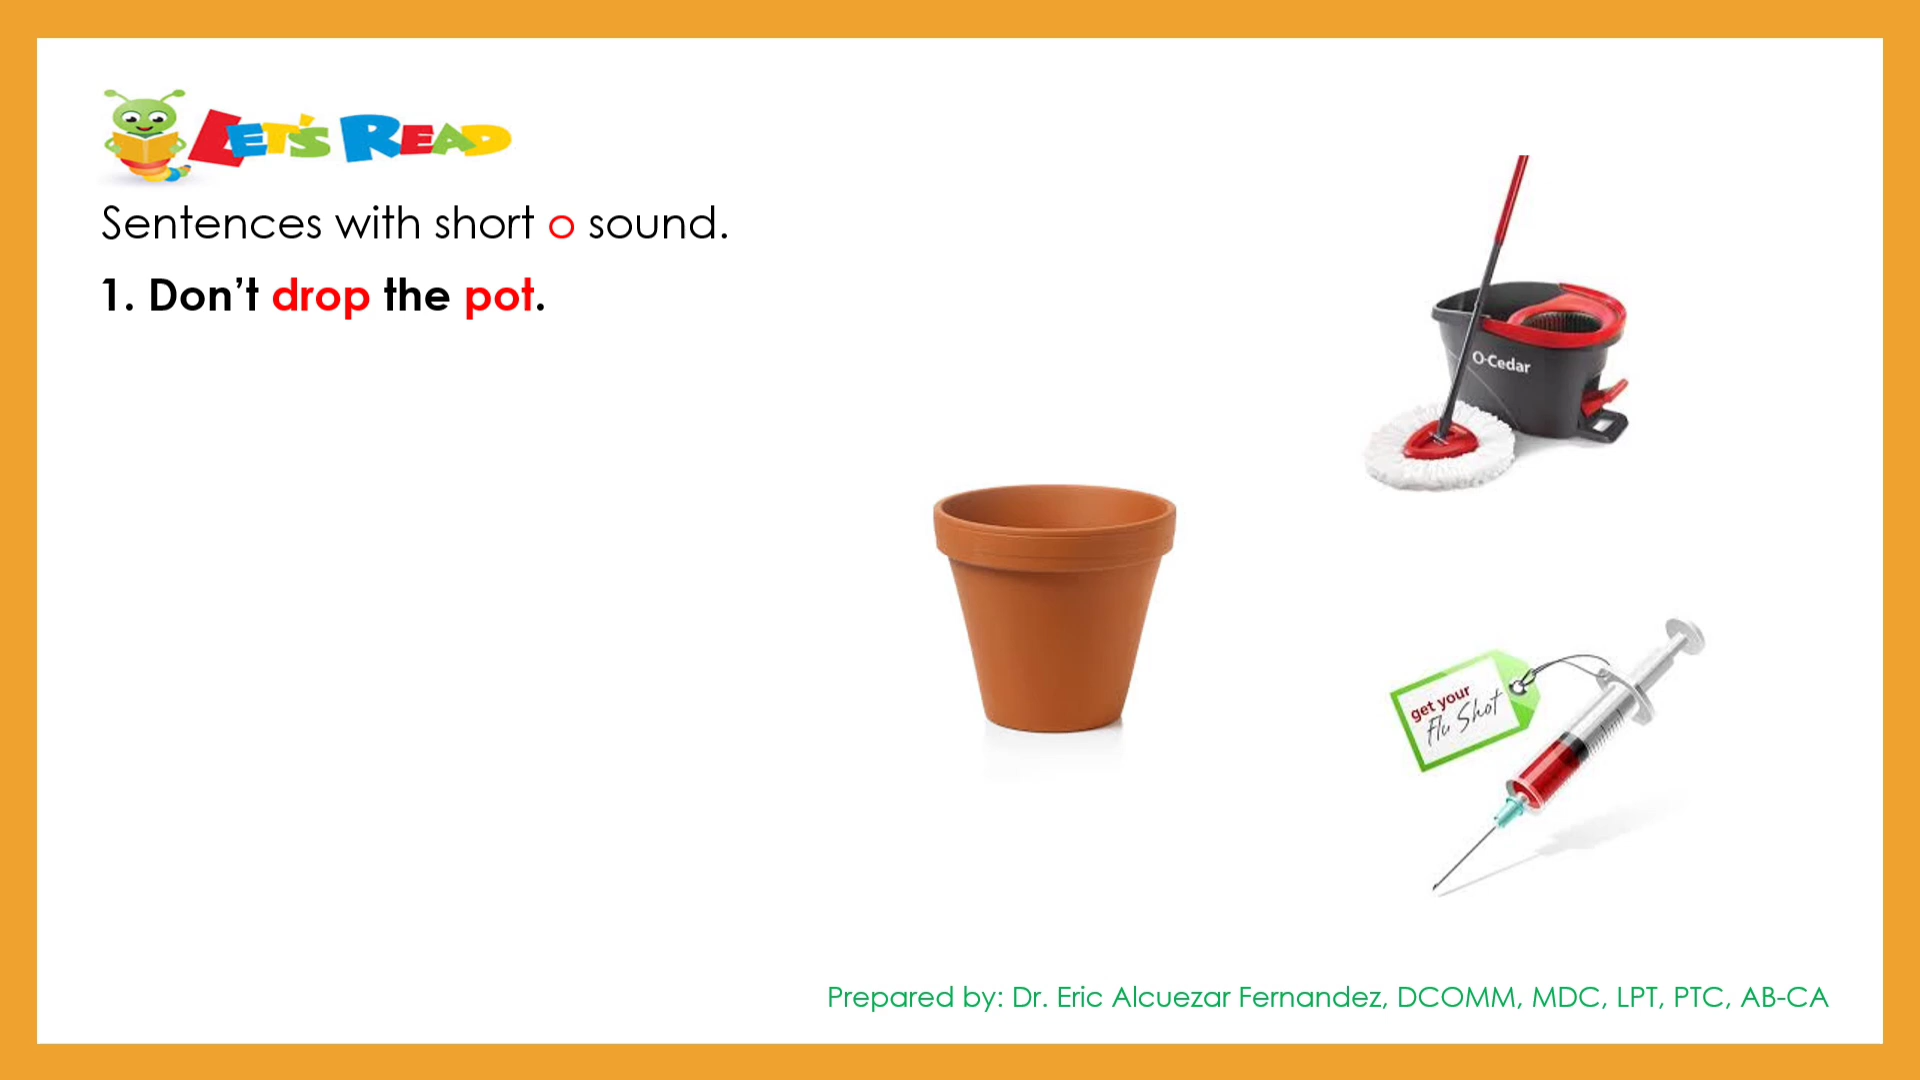 LET'S READ
Sentences with short o sound.
1. Don’t drop the pot.
O-Cedar
get your
Flu Shot
Prepared by: Dr. Eric Alcuezar Fernandez, DCOMM, MDC, LPT, PTC, AB-CA